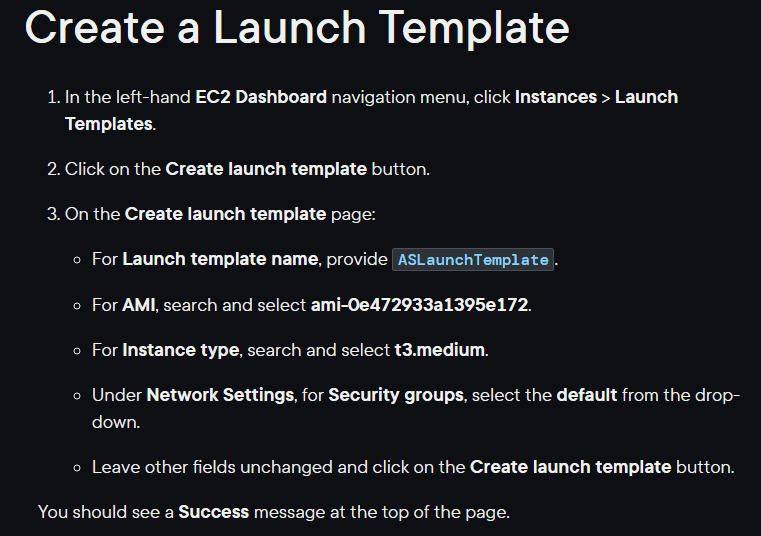 Create a Launch Template
1. In the left-hand EC2 Dashboard navigation menu, click Instances > Launch
Templates.
2. Click on the Create launch template button.
3. On the Create launch template page:
◦ For Launch template name, provide ASLaunchTemplate.
◦ For AMI, search and select ami-0e472933a1395e172.
◦ For Instance type, search and select t3.medium.
◦ Under Network Settings, for Security groups, select the default from the drop-
down.
◦ Leave other fields unchanged and click on the Create launch template button.
You should see a Success message at the top of the page.